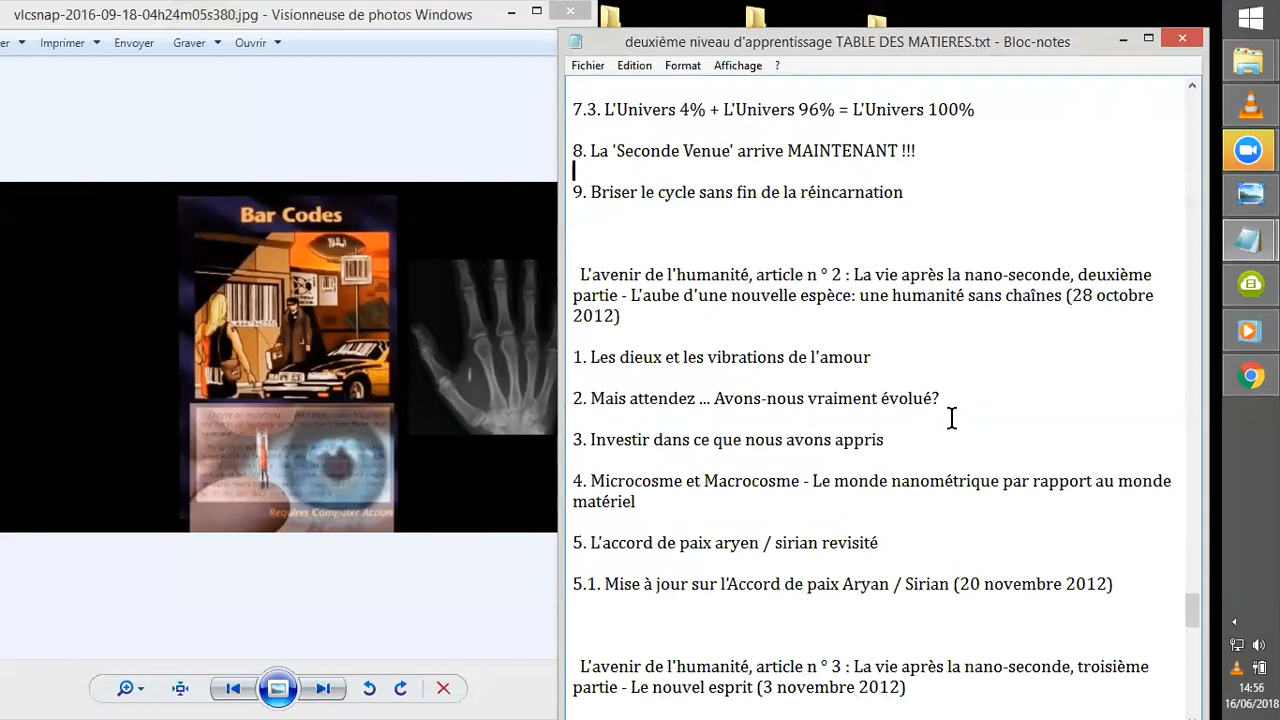 vlcsnap-2016-09-18-04h24m05s380.jpg - Visionneuse de photos Windows
Imprimer Envoyer Graver Ouvrir
Bar Codes
Requires Computer Action
deuxième niveau d'apprentissage TABLE DES MATIERES.txt - Bloc-notes
Fichier Edition Format Affichage ?
7.3. L'Univers 4% + L'Univers 96% = L'Univers 100%
8. La 'Seconde Venue' arrive MAINTENANT !!!
9. Briser le cycle sans fin de la réincarnation
L'avenir de l'humanité, article n ° 2 : La vie après la nano-seconde, deuxième
partie - L'aube d'une nouvelle espèce: une humanité sans chaînes (28 octobre
2012)
1. Les dieux et les vibrations de l'amour
2. Mais attendez ... Avons-nous vraiment évolué?
3. Investir dans ce que nous avons appris
4. Microcosme et Macrocosme - Le monde nanométrique par rapport au monde
matériel
5. L'accord de paix aryen / sirian revisité
5.1. Mise à jour sur l'Accord de paix Aryan / Sirian (20 novembre 2012)
L'avenir de l'humanité, article n ° 3 : La vie après la nano-seconde, troisième
partie - Le nouvel esprit (3 novembre 2012)
14:56
16/06/2018